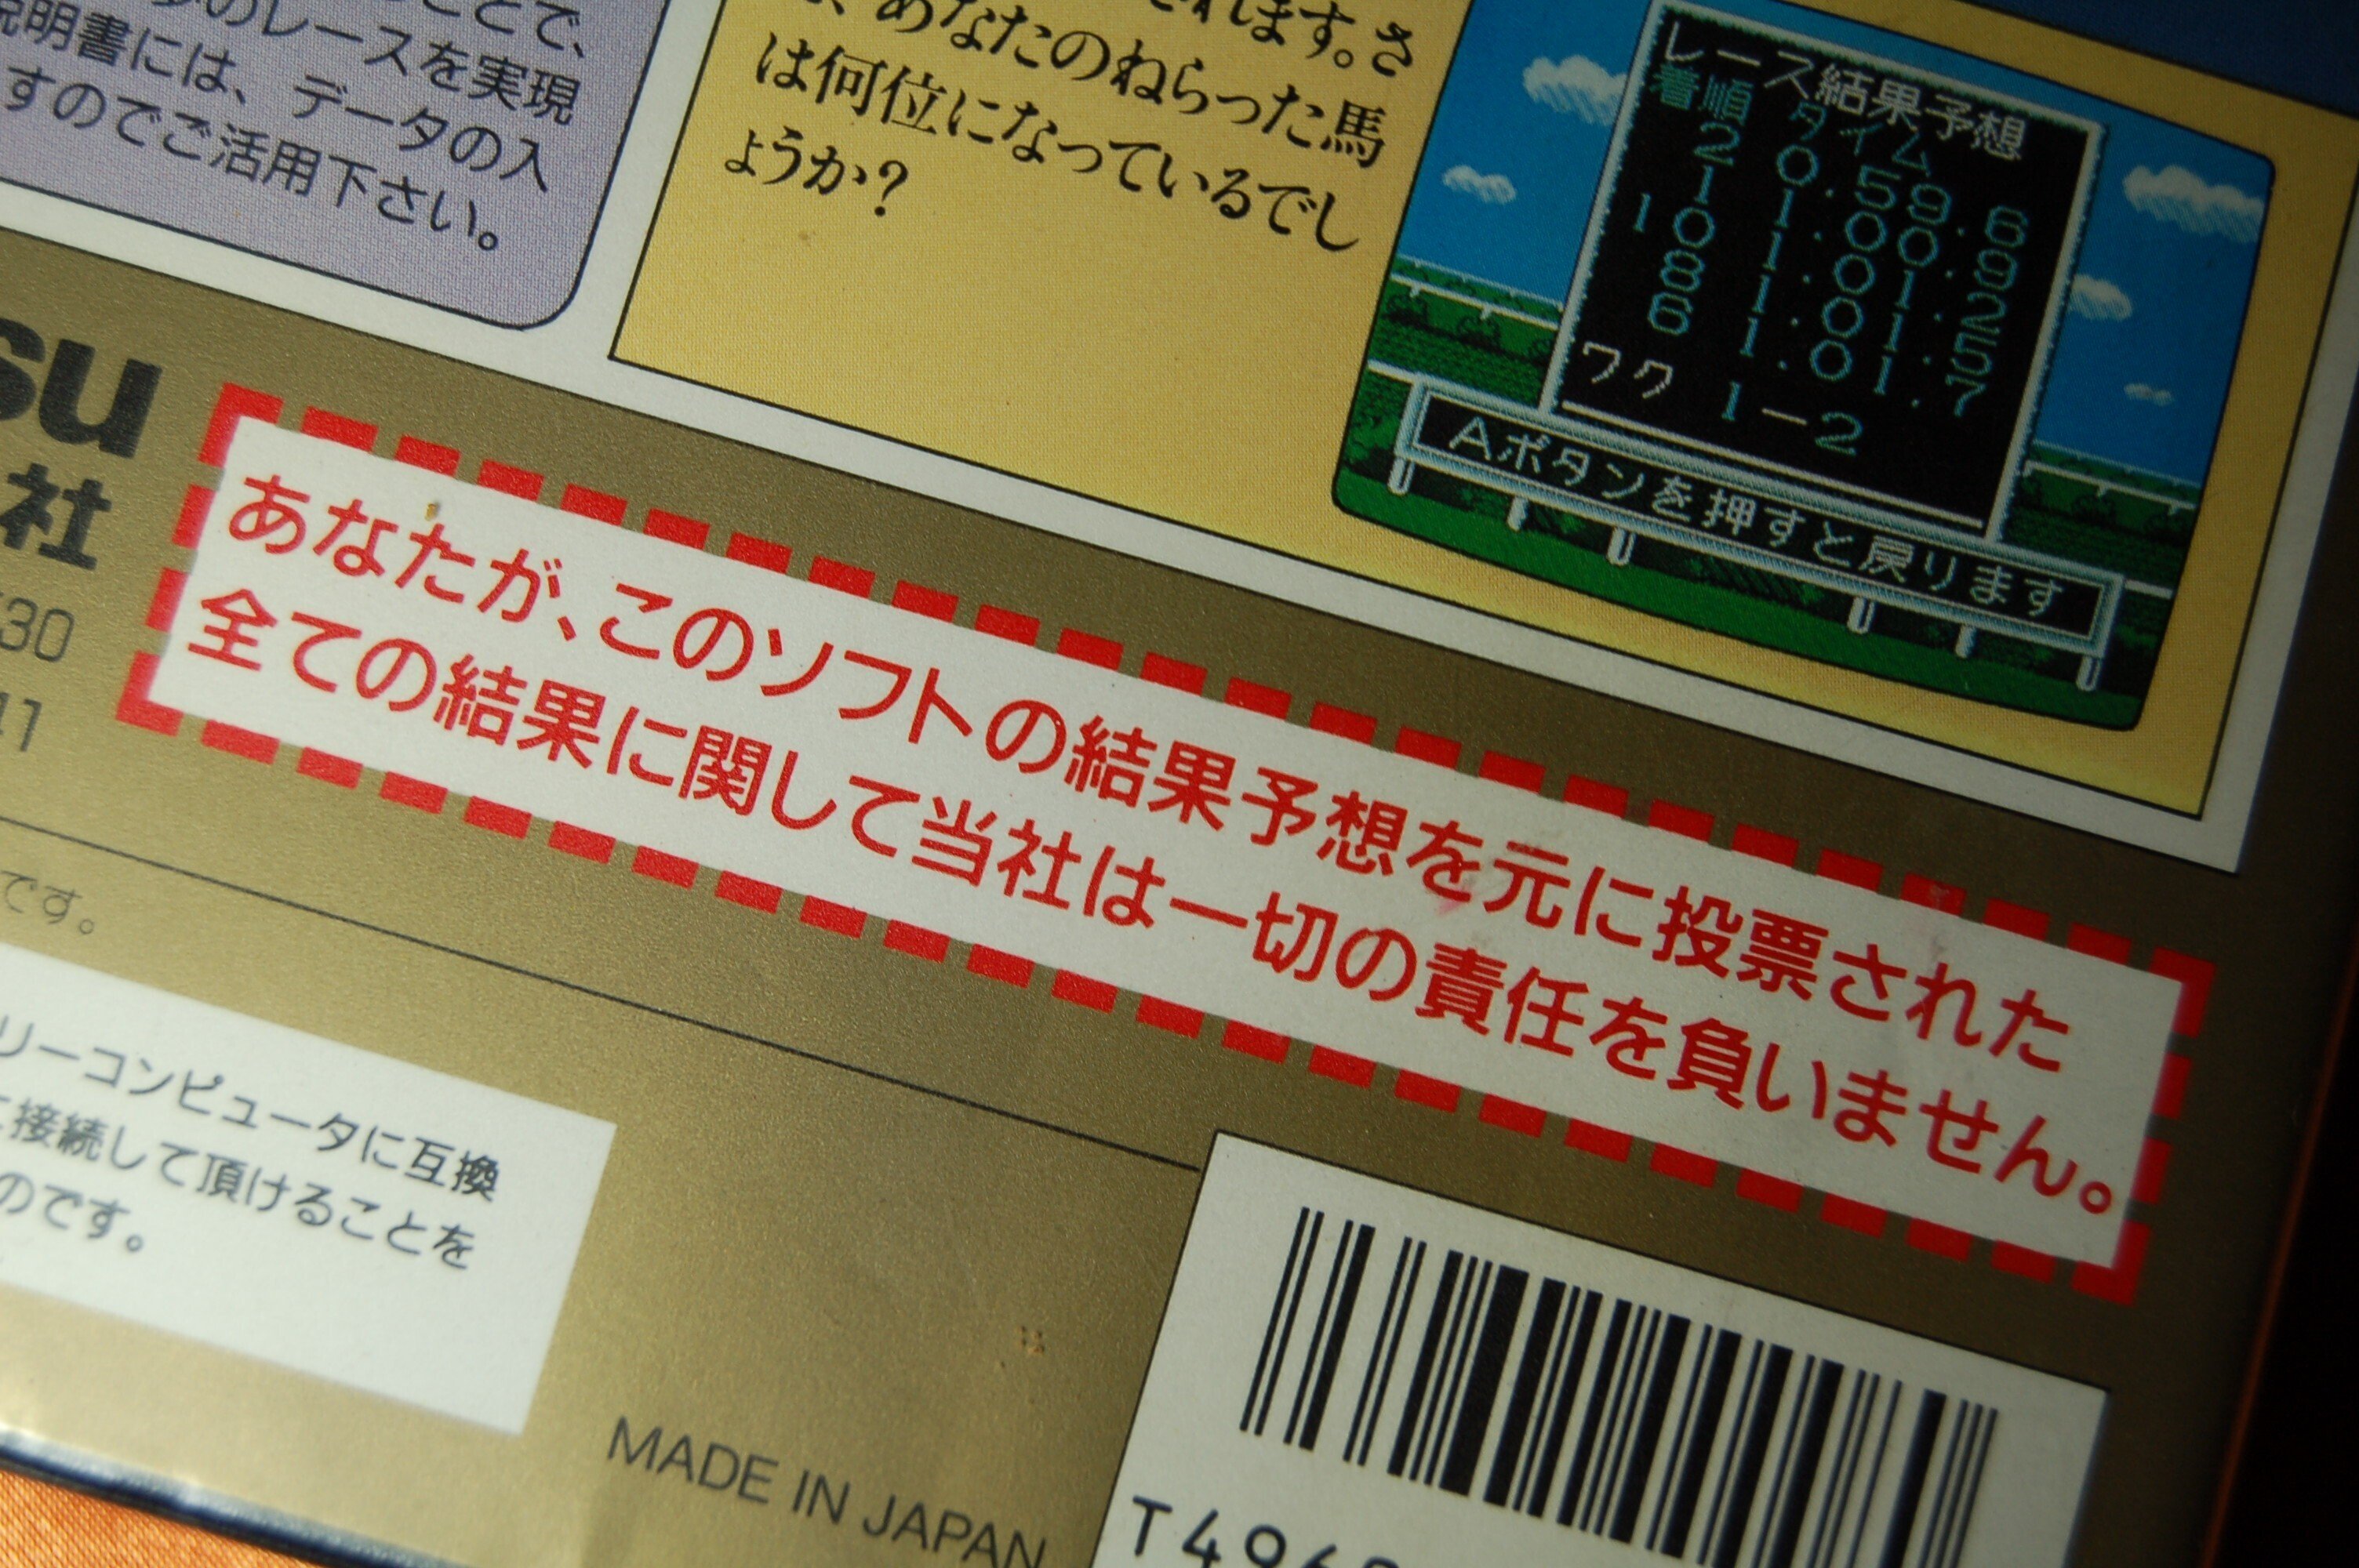 ことで、
のレースを実現
説明書には、データの入
すのでご活用下さい。
れます。さ
、あなたのねらった馬
は何位になっているでし
ょうか?
レース結果予想
着順 タイム
2 0.59.6
1 1.00.9
10 1.01.2
8 1.01.5
6 1.01.7
ワク 1-2
Aボタンを押すと戻ります
su
社
30
41
あなたが、このソフトの結果予想を元に投票された
全ての結果に関して当社は一切の責任を負いません。
です。
リーコンピュータに互換
に接続して頂けることを
のです。
MADE IN JAPAN
T496